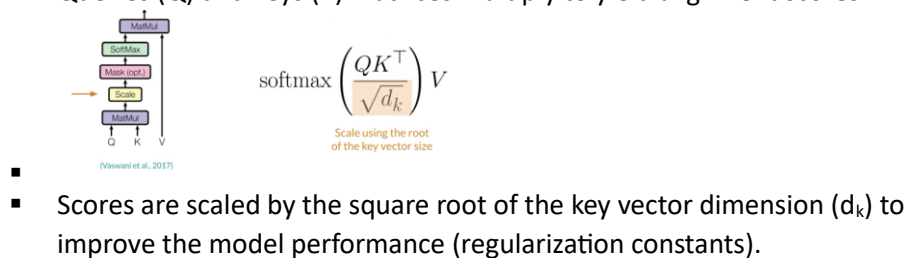 MatMul
SoftMax
Mask (opt.)
Scale
MatMul
Q K V
(Vaswani et al., 2017)
softmax (QK⊤ / √dk) V
Scale using the root
of the key vector size
▪
▪ Scores are scaled by the square root of the key vector dimension (dk) to
improve the model performance (regularization constants).